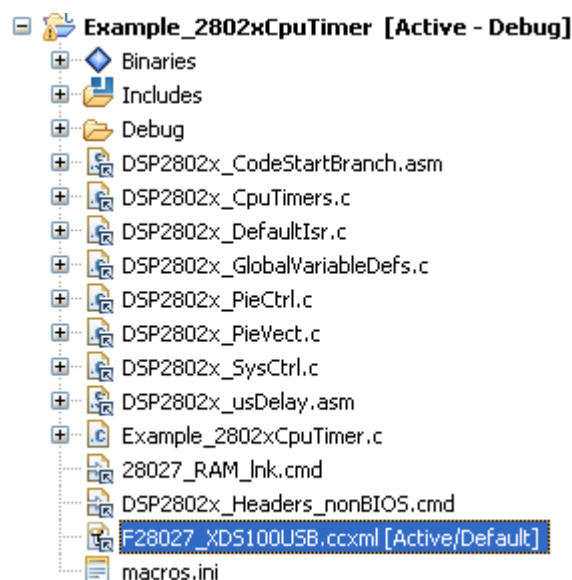 Example_2802xCpuTimer [Active - Debug]
Binaries
Includes
Debug
DSP2802x_CodeStartBranch.asm
DSP2802x_CpuTimers.c
DSP2802x_DefaultIsr.c
DSP2802x_GlobalVariableDefs.c
DSP2802x_PieCtrl.c
DSP2802x_PieVect.c
DSP2802x_SysCtrl.c
DSP2802x_usDelay.asm
Example_2802xCpuTimer.c
28027_RAM_lnk.cmd
DSP2802x_Headers_nonBIOS.cmd
F28027_XDS100USB.ccxml [Active/Default]
macros.ini